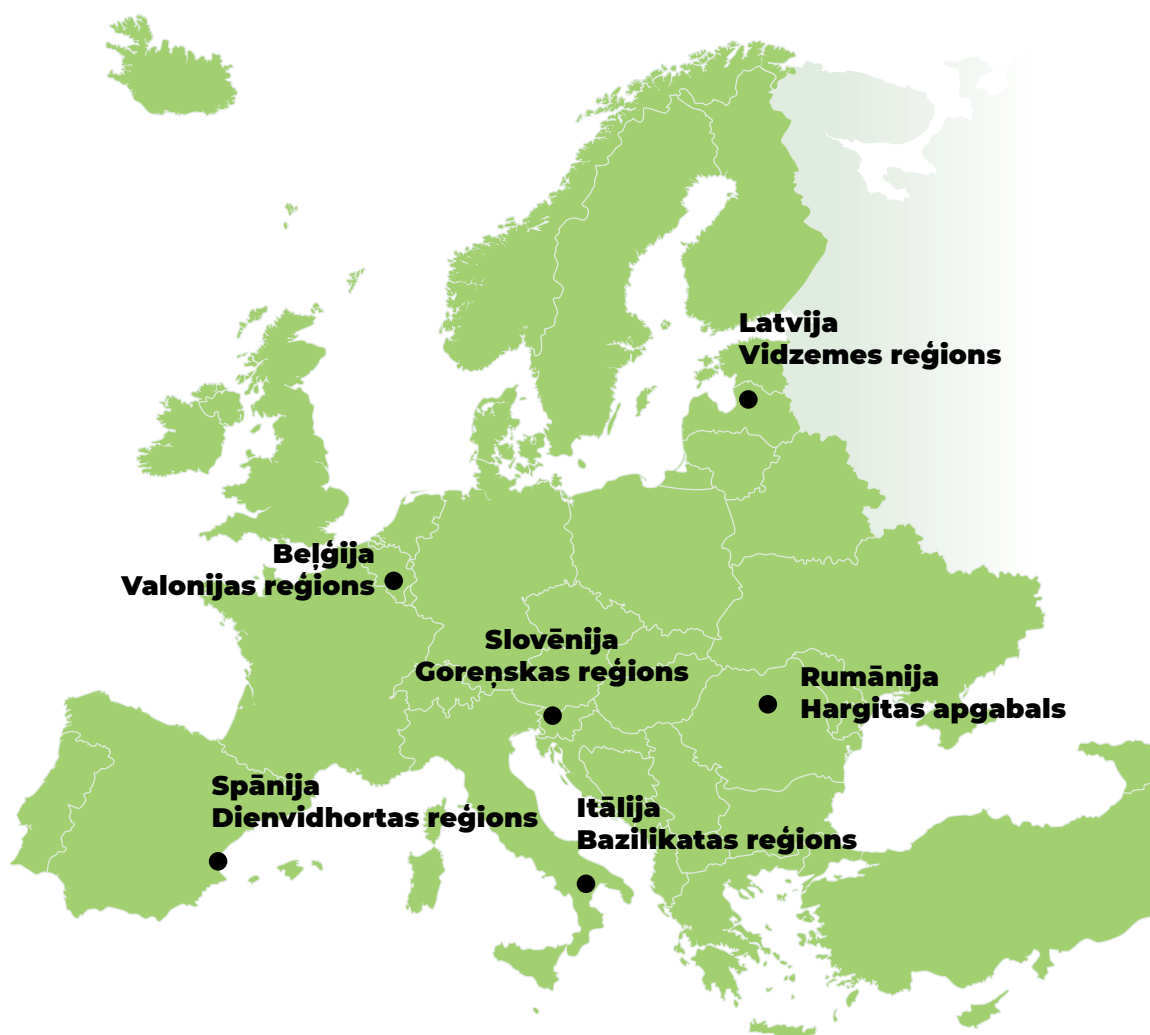 Latvija
Vidzemes reģions
Beļģija
Valonijas reģions
Slovēnija
Goreņskas reģions
Rumānija
Hargitas apgabals
Spānija
Dienvidhortas reģions
Itālija
Bazilikatas reģions